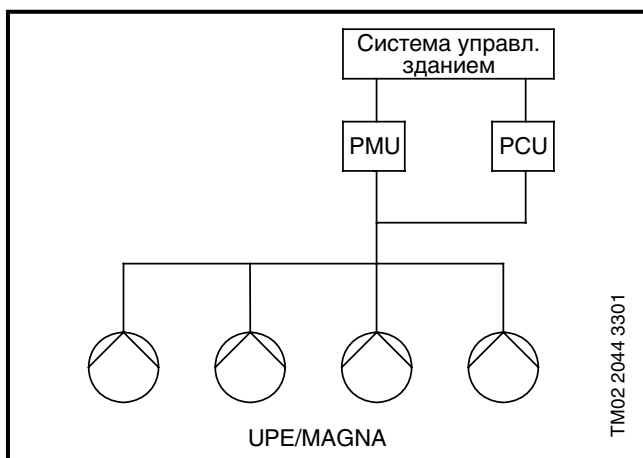 Система управл.
зданием
PMU
PCU
UPE/MAGNA
TM02 2044 3301